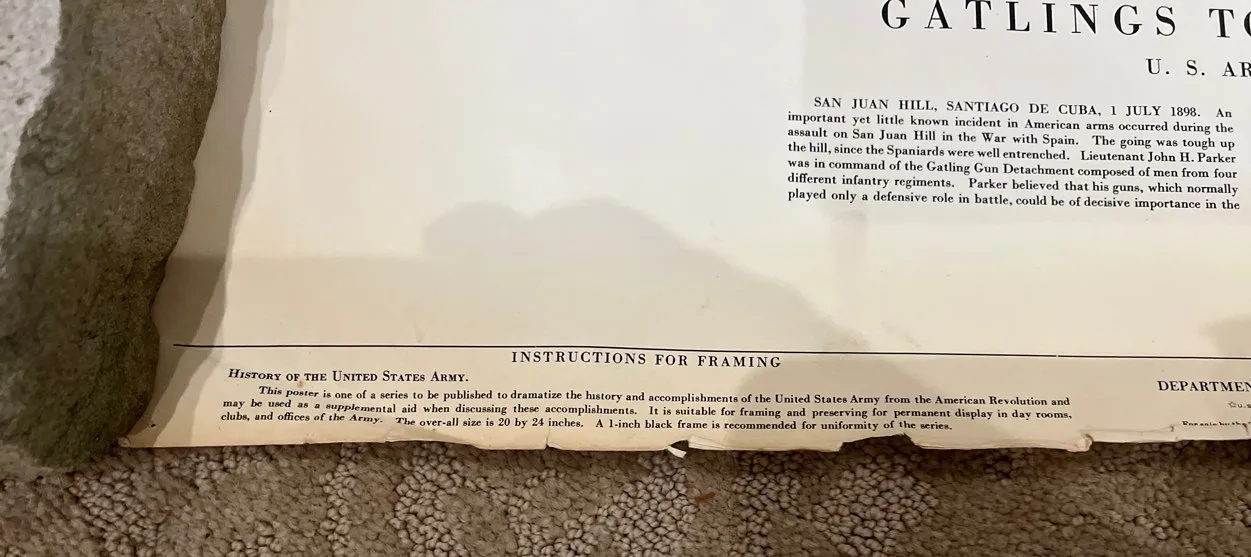 GATLINGS TO
U. S. AR
SAN JUAN HILL, SANTIAGO DE CUBA, 1 JULY 1898. An
important yet little known incident in American arms occurred during the
assault on San Juan Hill in the War with Spain. The going was tough up
the hill, since the Spaniards were well entrenched. Lieutenant John H. Parker
was in command of the Gatling Gun Detachment composed of men from four
different infantry regiments. Parker believed that his guns, which normally
played only a defensive role in battle, could be of decisive importance in the
INSTRUCTIONS FOR FRAMING
HISTORY OF THE UNITED STATES ARMY.
This poster is one of a series to be published to dramatize the history and accomplishments of the United States Army from the American Revolution and
may be used as a supplemental aid when discussing these accomplishments. It is suitable for framing and preserving for permanent display in day rooms,
clubs, and offices of the Army. The over-all size is 20 by 24 inches. A 1-inch black frame is recommended for uniformity of the series.
DEPARTMEN
☆U.S
For sale by the